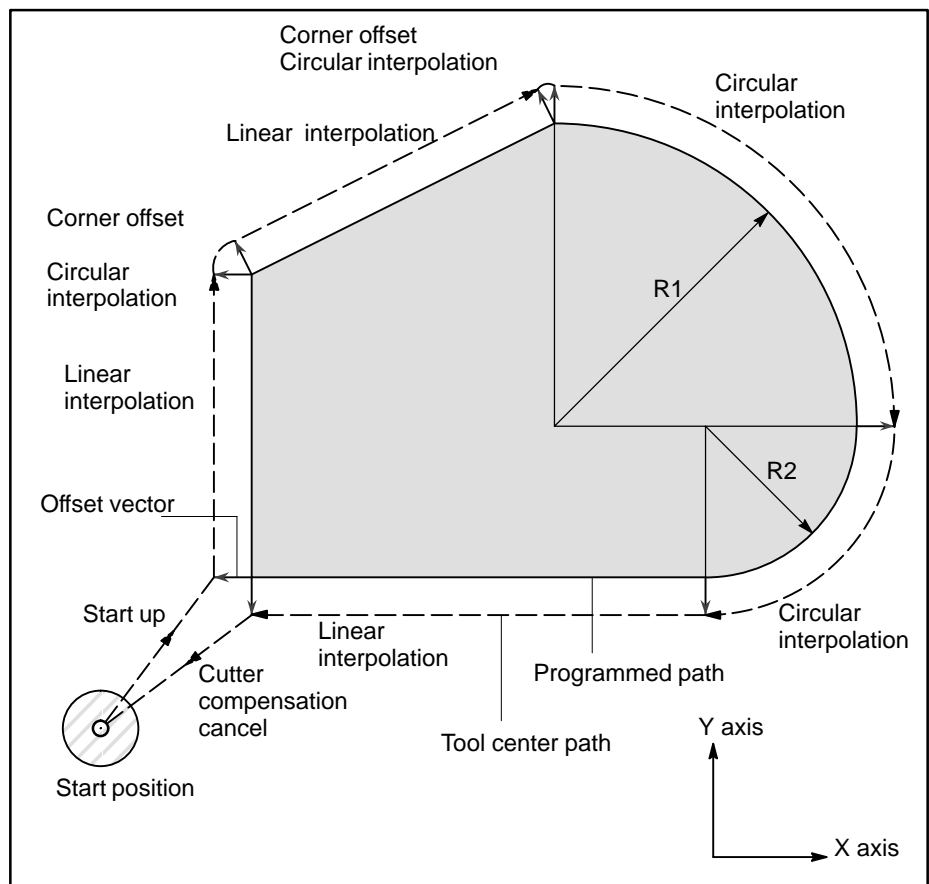 Corner offset
Circular interpolation
Circular
interpolation
Linear interpolation
Corner offset
Circular
interpolation
R1
Linear
interpolation
R2
Offset vector
Start up
Linear
interpolation
Circular
interpolation
Cutter
compensation
cancel
Programmed path
Tool center path
Y axis
Start position
X axis